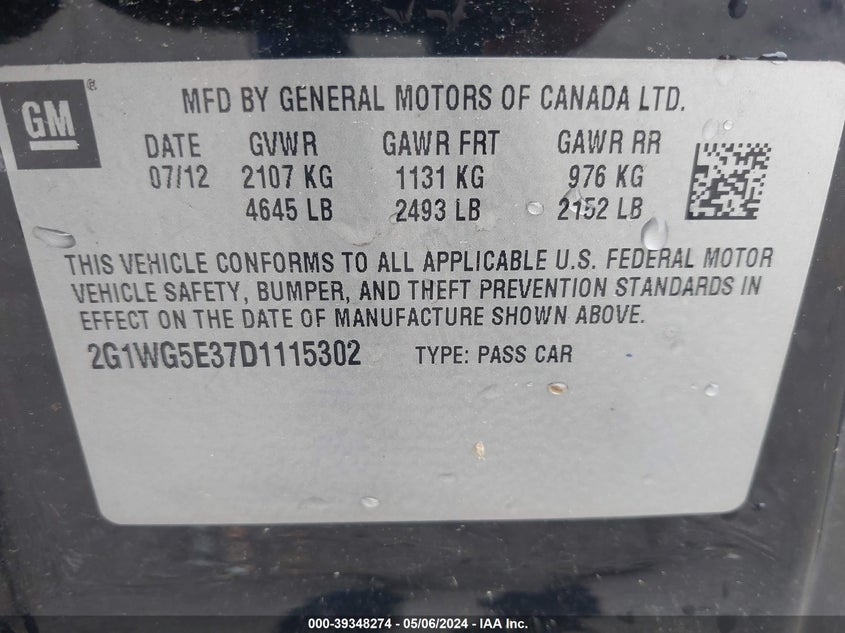 GM®
MFD BY GENERAL MOTORS OF CANADA LTD.
DATE GVWR GAWR FRT GAWR RR
07/12 2107 KG 1131 KG 976 KG
4645 LB 2493 LB 2152 LB
THIS VEHICLE CONFORMS TO ALL APPLICABLE U.S. FEDERAL MOTOR
VEHICLE SAFETY, BUMPER, AND THEFT PREVENTION STANDARDS IN
EFFECT ON THE DATE OF MANUFACTURE SHOWN ABOVE.
2G1WG5E37D1115302 TYPE: PASS CAR
000-39348274 - 05/06/2024 - IAA Inc.